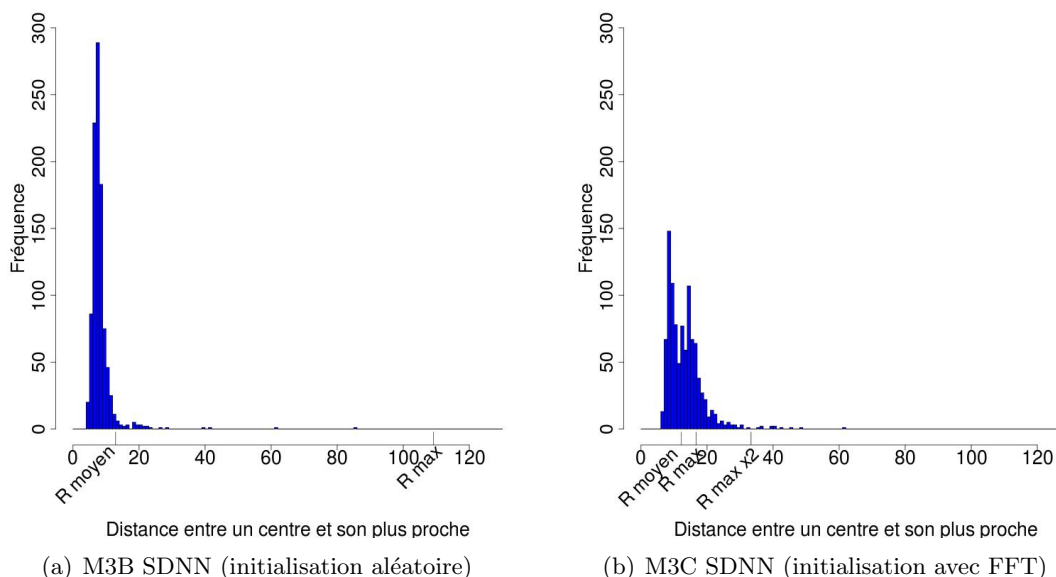 300
250
200
150
100
50
0
Fréquence
0 20 40 60 80 100 120
R moyen
R max
Distance entre un centre et son plus proche
(a) M3B SDNN (initialisation aléatoire)
300
250
200
150
100
50
0
Fréquence
0 20 40 60 80 100 120
R moyen
R max
R max x2
Distance entre un centre et son plus proche
(b) M3C SDNN (initialisation avec FFT)